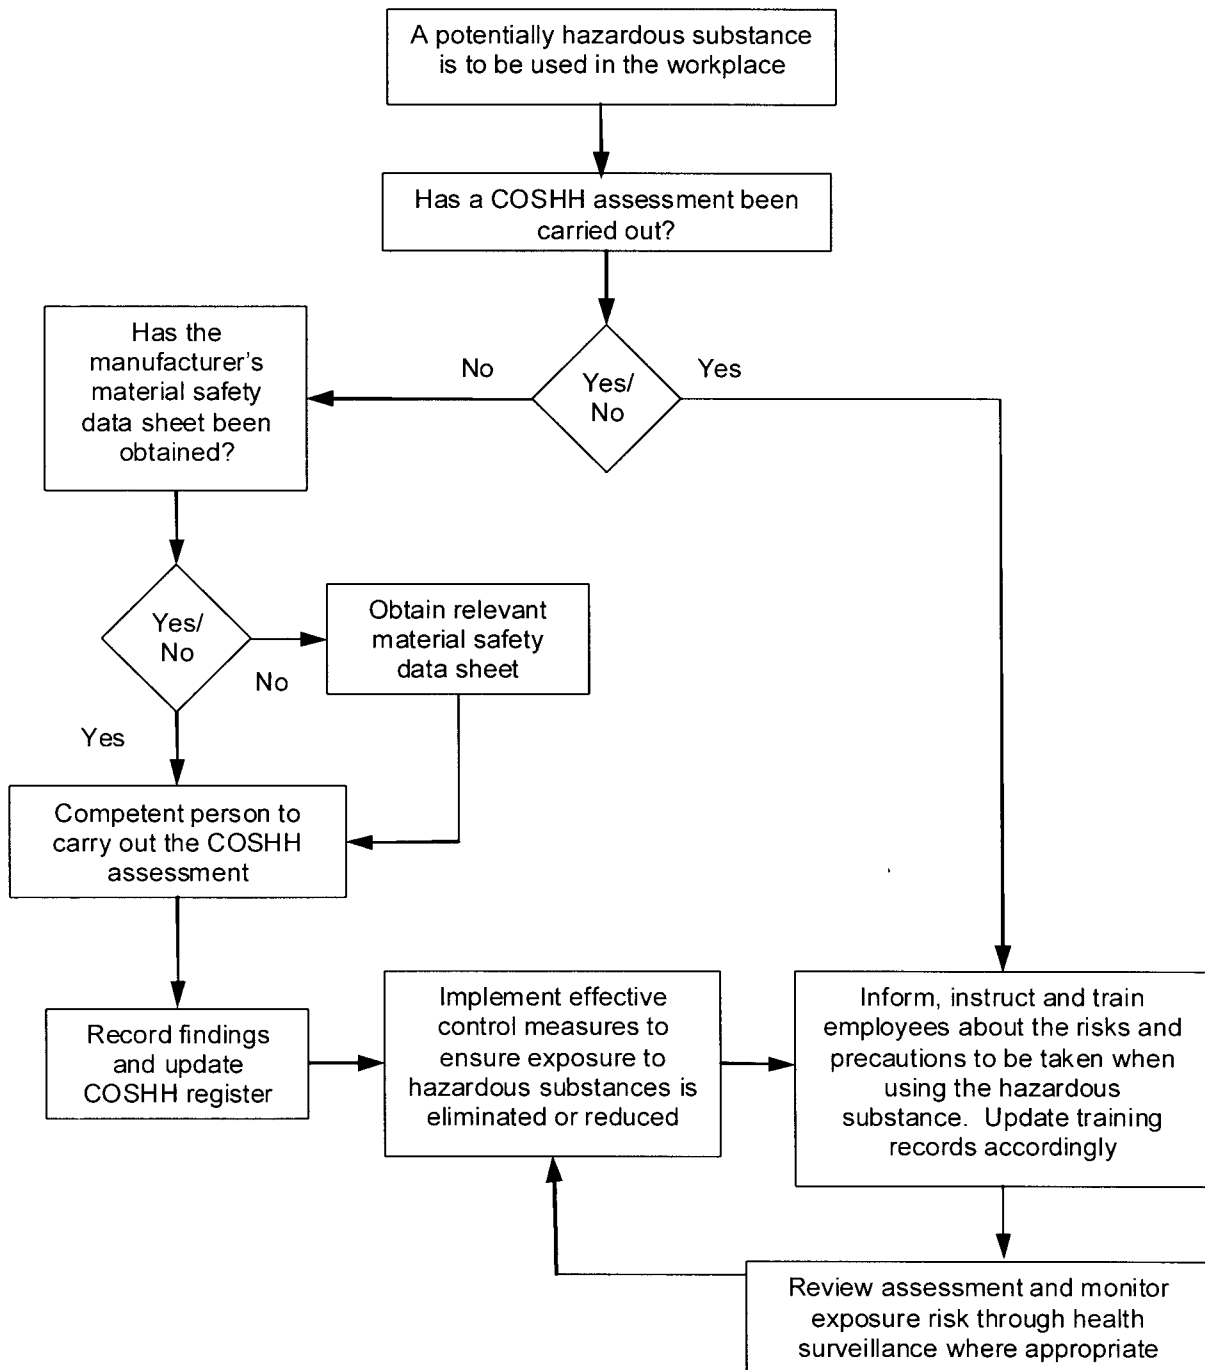 A potentially hazardous substance
is to be used in the workplace
Has a COSHH assessment been
carried out?
Has the
manufacturer's
material safety
data sheet been
obtained?
No
Yes/
No
Yes
Yes/
No
No
Obtain relevant
material safety
data sheet
Yes
Competent person to
carry out the COSHH
assessment
Record findings
and update
COSHH register
Implement effective
control measures to
ensure exposure to
hazardous substances is
eliminated or reduced
Inform, instruct and train
employees about the risks and
precautions to be taken when
using the hazardous
substance.  Update training
records accordingly
Review assessment and monitor
exposure risk through health
surveillance where appropriate